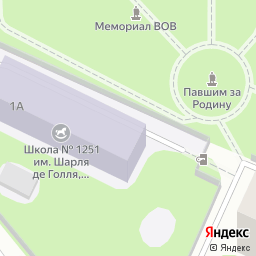 Мемориал ВОВ
Павшим за
Родину
1А
Школа № 1251
им. Шарля
де Голля,...
Яндекс
© Яндекс